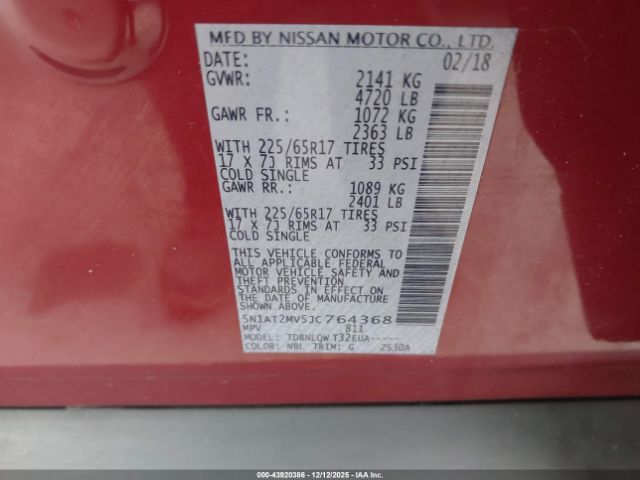 MFD BY NISSAN MOTOR CO., LTD.
DATE: 02/18
GVWR: 2141 KG
4720 LB
GAWR FR.: 1072 KG
2363 LB
WITH 225/65R17 TIRES
17 X 7J RIMS AT 33 PSI
COLD SINGLE
GAWR RR.: 1089 KG
2401 LB
WITH 225/65R17 TIRES
17 X 7J RIMS AT 33 PSI
COLD SINGLE
THIS VEHICLE CONFORMS TO
ALL APPLICABLE FEDERAL
MOTOR VEHICLE SAFETY AND
THEFT PREVENTION
STANDARDS IN EFFECT ON
THE DATE OF MANUFACTURE
SHOWN ABOVE.
5N1AT2MV5JC764368
MPV 811
MODEL: TDBNLQW T32EUA-----
COLOR: NBL TRIM: G 2S30A
000-43920386 - 12/12/2025 - IAAI.COM